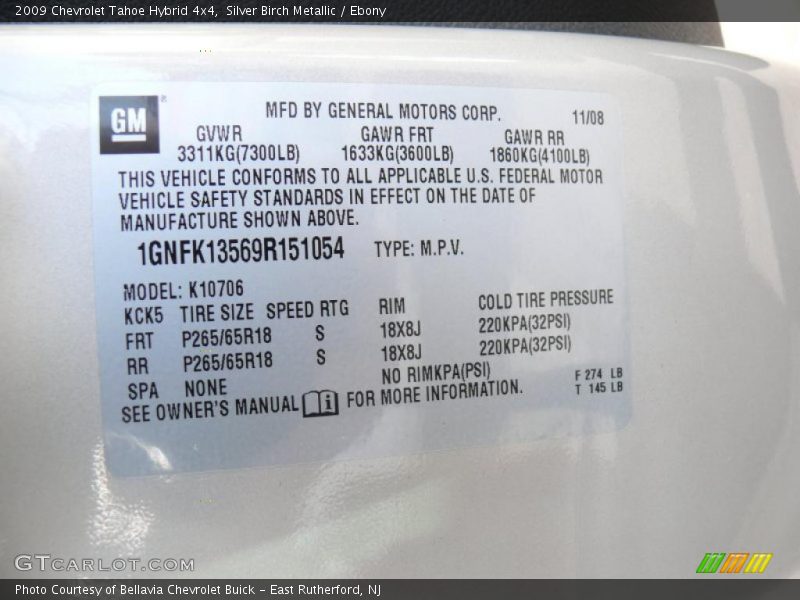 2009 Chevrolet Tahoe Hybrid 4x4, Silver Birch Metallic / Ebony
GM ®
MFD BY GENERAL MOTORS CORP. 11/08
GVWR GAWR FRT GAWR RR
3311KG(7300LB) 1633KG(3600LB) 1860KG(4100LB)
THIS VEHICLE CONFORMS TO ALL APPLICABLE U.S. FEDERAL MOTOR
VEHICLE SAFETY STANDARDS IN EFFECT ON THE DATE OF
MANUFACTURE SHOWN ABOVE.
1GNFK13569R151054 TYPE: M.P.V.
MODEL: K10706
KCK5 TIRE SIZE SPEED RTG RIM COLD TIRE PRESSURE
FRT P265/65R18 S 18X8J 220KPA(32PSI)
RR P265/65R18 S 18X8J 220KPA(32PSI)
SPA NONE NO RIMKPA(PSI) F 274 LB
SEE OWNER'S MANUAL i FOR MORE INFORMATION. T 145 LB
GTCARLOT.COM
Photo Courtesy of Bellavia Chevrolet Buick - East Rutherford, NJ